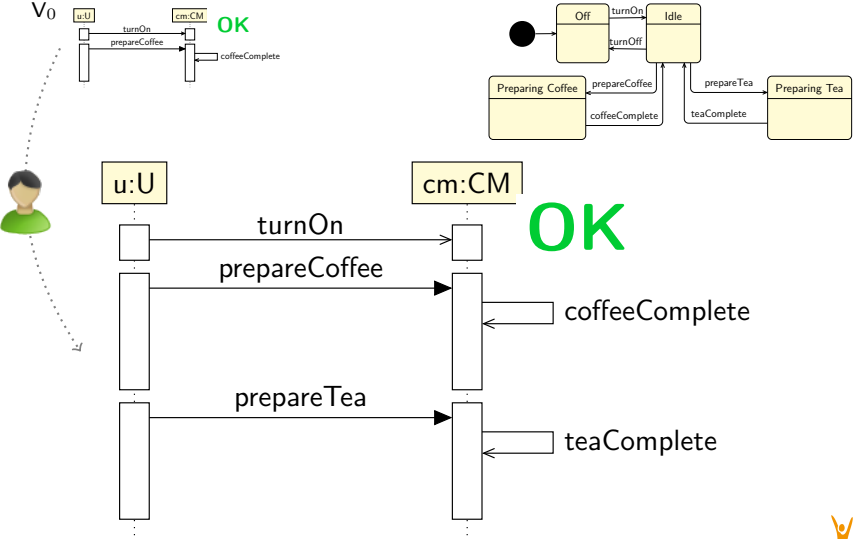 V0
u:U
cm:CM
OK
turnOn
prepareCoffee
coffeeComplete
Off
turnOn
Idle
turnOff
Preparing Coffee
prepareCoffee
coffeeComplete
prepareTea
teaComplete
Preparing Tea
u:U
cm:CM
OK
turnOn
prepareCoffee
coffeeComplete
prepareTea
teaComplete